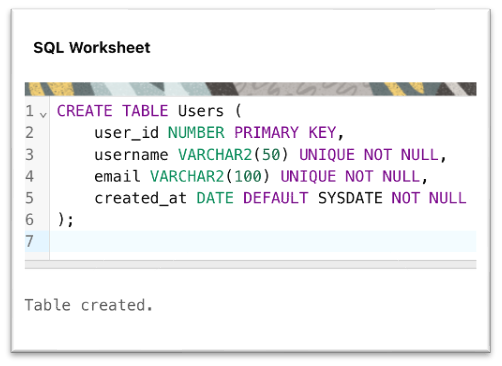 SQL Worksheet
1 CREATE TABLE Users (
2     user_id NUMBER PRIMARY KEY,
3     username VARCHAR2(50) UNIQUE NOT NULL,
4     email VARCHAR2(100) UNIQUE NOT NULL,
5     created_at DATE DEFAULT SYSDATE NOT NULL
6 );
7
Table created.